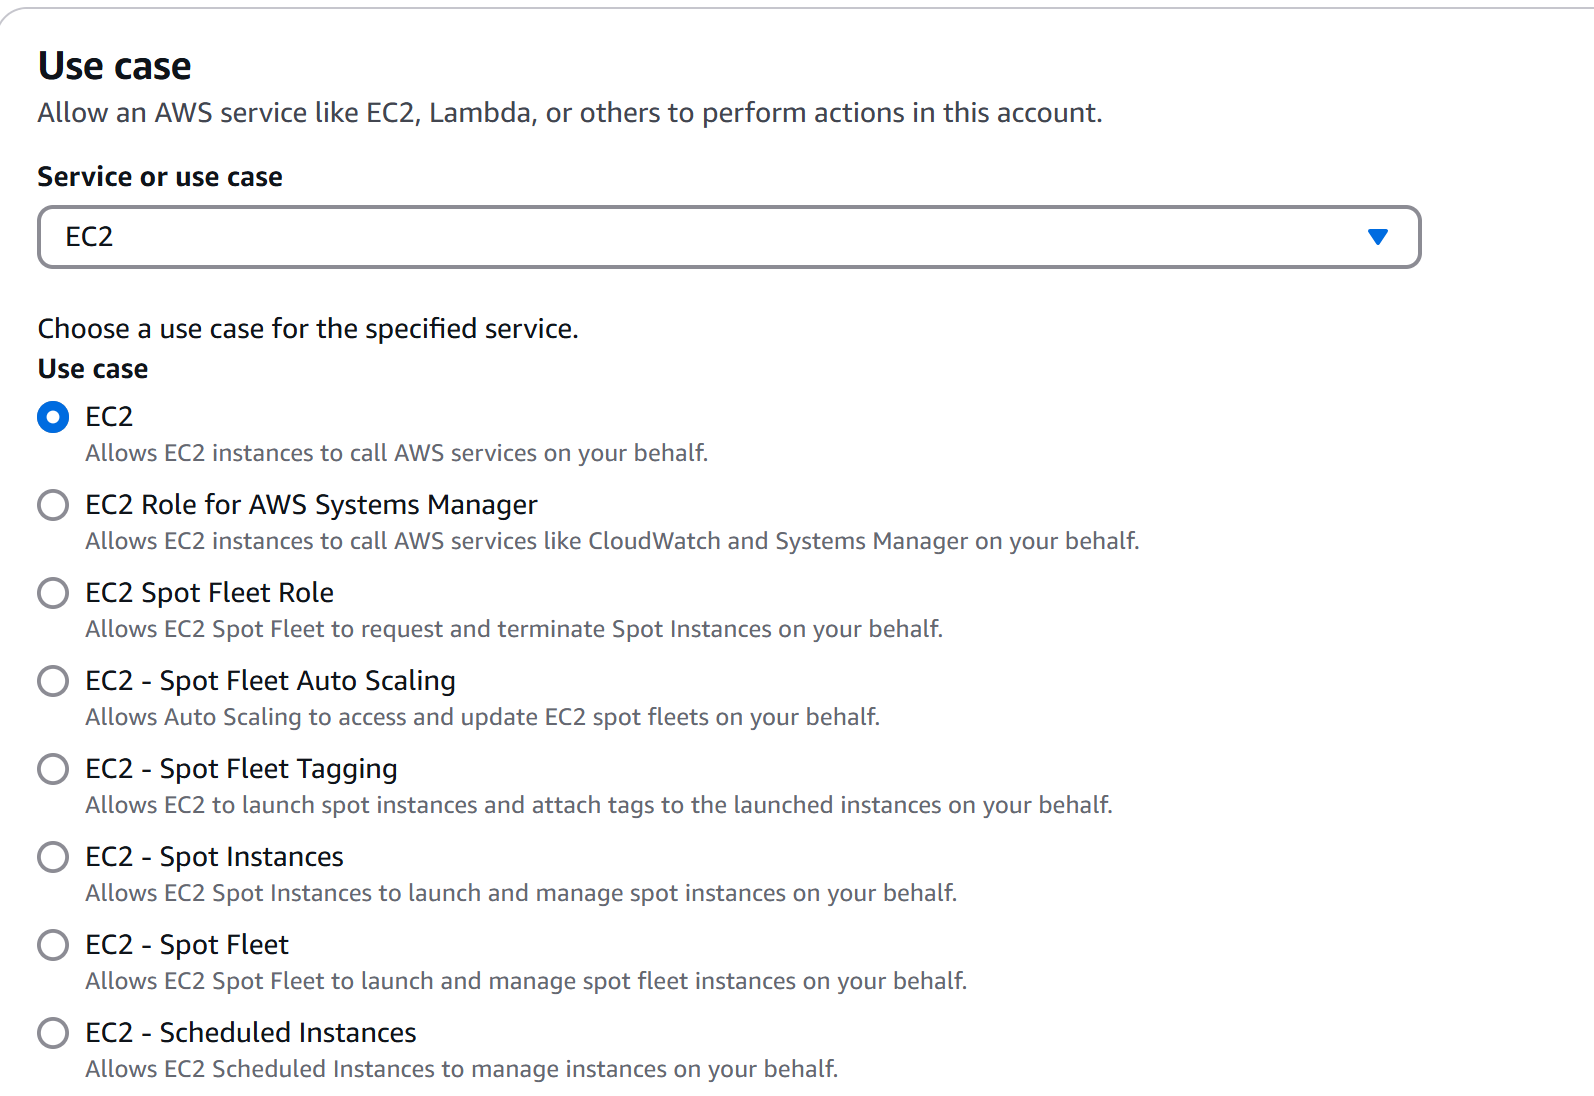 Use case
Allow an AWS service like EC2, Lambda, or others to perform actions in this account.
Service or use case
EC2
Choose a use case for the specified service.
Use case
EC2
Allows EC2 instances to call AWS services on your behalf.
EC2 Role for AWS Systems Manager
Allows EC2 instances to call AWS services like CloudWatch and Systems Manager on your behalf.
EC2 Spot Fleet Role
Allows EC2 Spot Fleet to request and terminate Spot Instances on your behalf.
EC2 - Spot Fleet Auto Scaling
Allows Auto Scaling to access and update EC2 spot fleets on your behalf.
EC2 - Spot Fleet Tagging
Allows EC2 to launch spot instances and attach tags to the launched instances on your behalf.
EC2 - Spot Instances
Allows EC2 Spot Instances to launch and manage spot instances on your behalf.
EC2 - Spot Fleet
Allows EC2 Spot Fleet to launch and manage spot fleet instances on your behalf.
EC2 - Scheduled Instances
Allows EC2 Scheduled Instances to manage instances on your behalf.